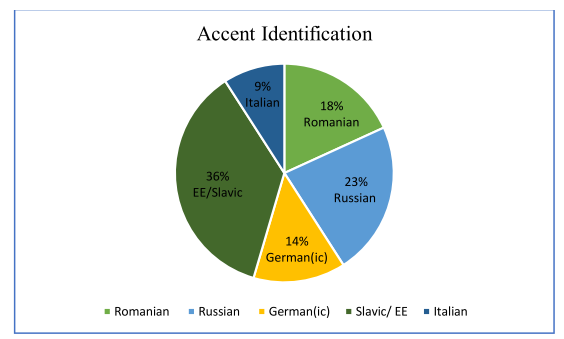 Accent Identification
9%
Italian
18%
Romanian
36%
EE/Slavic
23%
Russian
14%
German(ic)
Romanian Russian German(ic) Slavic/ EE Italian